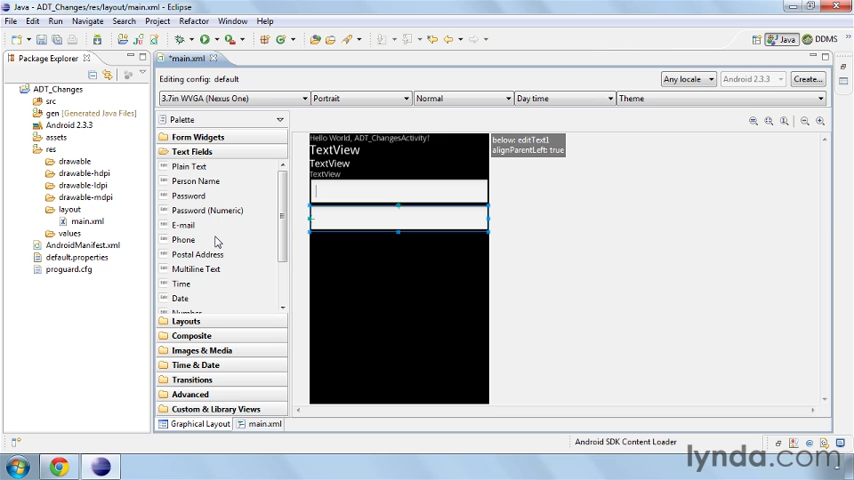 Java - ADT_Changes/res/layout/main.xml - Eclipse
File Edit Run Source Navigate Search Project Refactor Window Help
Java DDMS
Package Explorer
*main.xml
ADT_Changes
src
gen [Generated Java Files]
Android 2.3.3
assets
res
drawable
drawable-hdpi
drawable-ldpi
drawable-mdpi
layout
main.xml
values
AndroidManifest.xml
default.properties
proguard.cfg
Editing config: default
Any locale Android 2.3.3 Create...
3.7in WVGA (Nexus One) Portrait Normal Day time Theme
Palette
Form Widgets
Text Fields
Plain Text
Person Name
Password
Password (Numeric)
E-mail
Phone
Postal Address
Multiline Text
Time
Date
Number
Layouts
Composite
Images & Media
Time & Date
Transitions
Advanced
Custom & Library Views
Graphical Layout main.xml
Hello World, ADT_ChangesActivity!
TextView
TextView
TextView
below: editText1
alignParentLeft: true
Android SDK Content Loader
lynda.com